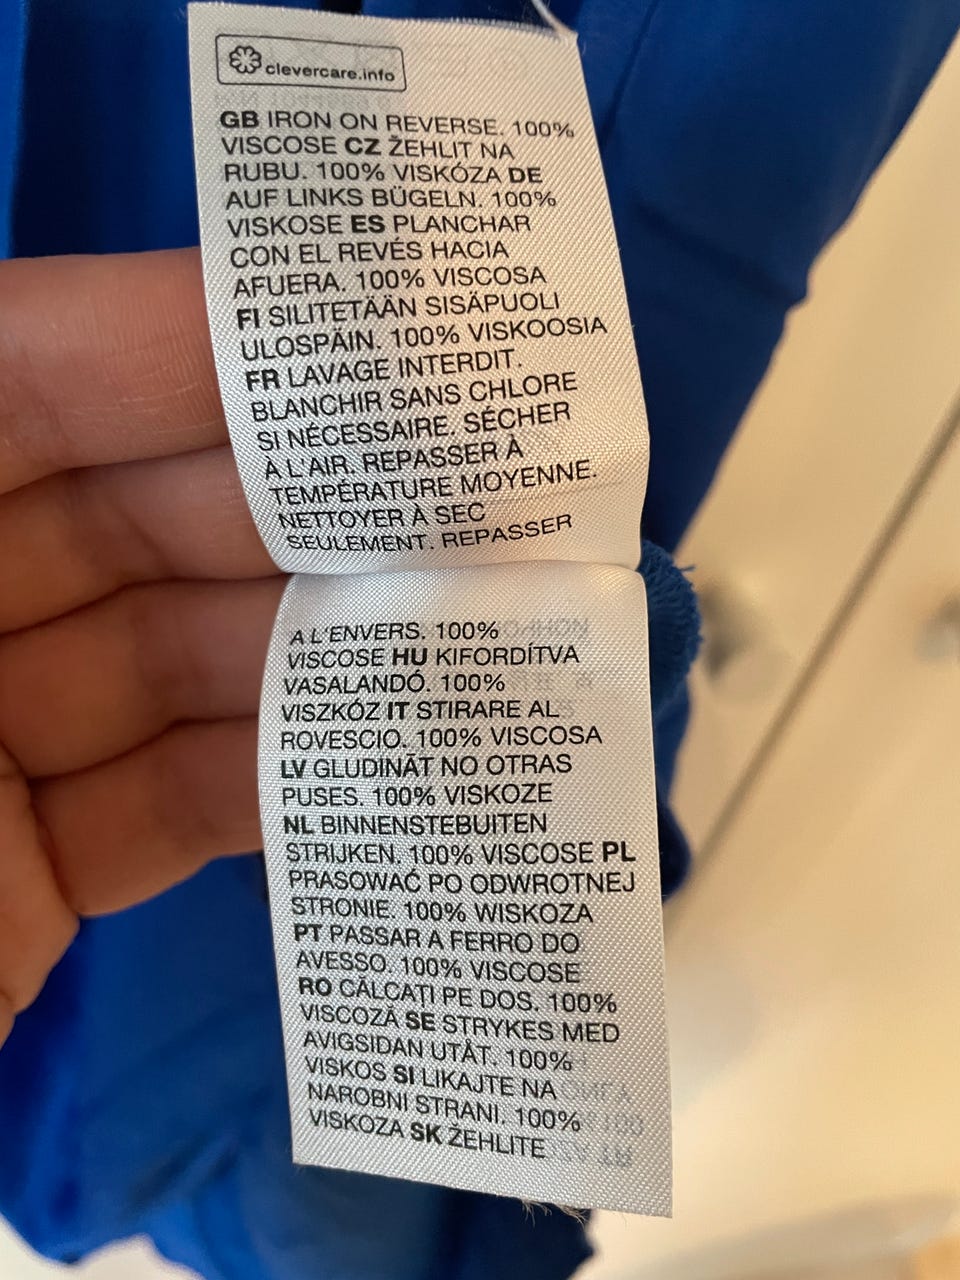 clevercare.info
GB IRON ON REVERSE. 100%
VISCOSE CZ ŽEHLIT NA
RUBU. 100% VISKÓZA DE
AUF LINKS BÜGELN. 100%
VISKOSE ES PLANCHAR
CON EL REVÉS HACIA
AFUERA. 100% VISCOSA
FI SILITETÄÄN SISÄPUOLI
ULOSPÄIN. 100% VISKOOSIA
FR LAVAGE INTERDIT.
BLANCHIR SANS CHLORE
SI NÉCESSAIRE. SÉCHER
A L'AIR. REPASSER À
TEMPÉRATURE MOYENNE.
NETTOYER À SEC
SEULEMENT. REPASSER
A L'ENVERS. 100%
VISCOSE HU KIFORDÍTVA
VASALANDÓ. 100%
VISZKÓZ IT STIRARE AL
ROVESCIO. 100% VISCOSA
LV GLUDINĀT NO OTRAS
PUSES. 100% VISKOZE
NL BINNENSTEBUITEN
STRIJKEN. 100% VISCOSE PL
PRASOWAĆ PO ODWROTNEJ
STRONIE. 100% WISKOZA
PT PASSAR A FERRO DO
AVESSO. 100% VISCOSE
RO CĂLCAȚI PE DOS. 100%
VISCOZĂ SE STRYKES MED
AVIGSIDAN UTÅT. 100%
VISKOS SI LIKAJTE NA
NAROBNI STRANI. 100%
VISKOZA SK ŽEHLITE